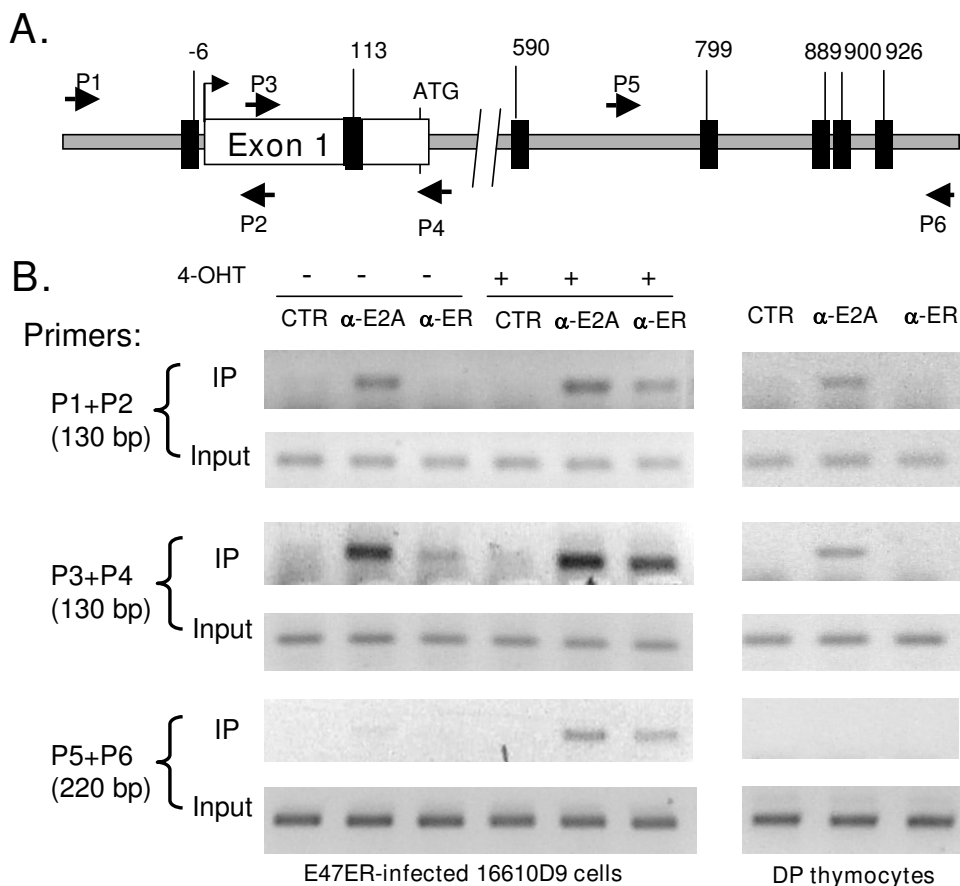 A.
-6 113 590 799 889 900 926
P1 P3 ATG P5
Exon 1
P2 P4 P6
B.
4-OHT - - - + + +
CTR α-E2A α-ER CTR α-E2A α-ER CTR α-E2A α-ER
Primers:
IP
P1+P2
(130 bp)
Input
IP
P3+P4
(130 bp)
Input
IP
P5+P6
(220 bp)
Input
E47ER-infected 16610D9 cells DP thymocytes